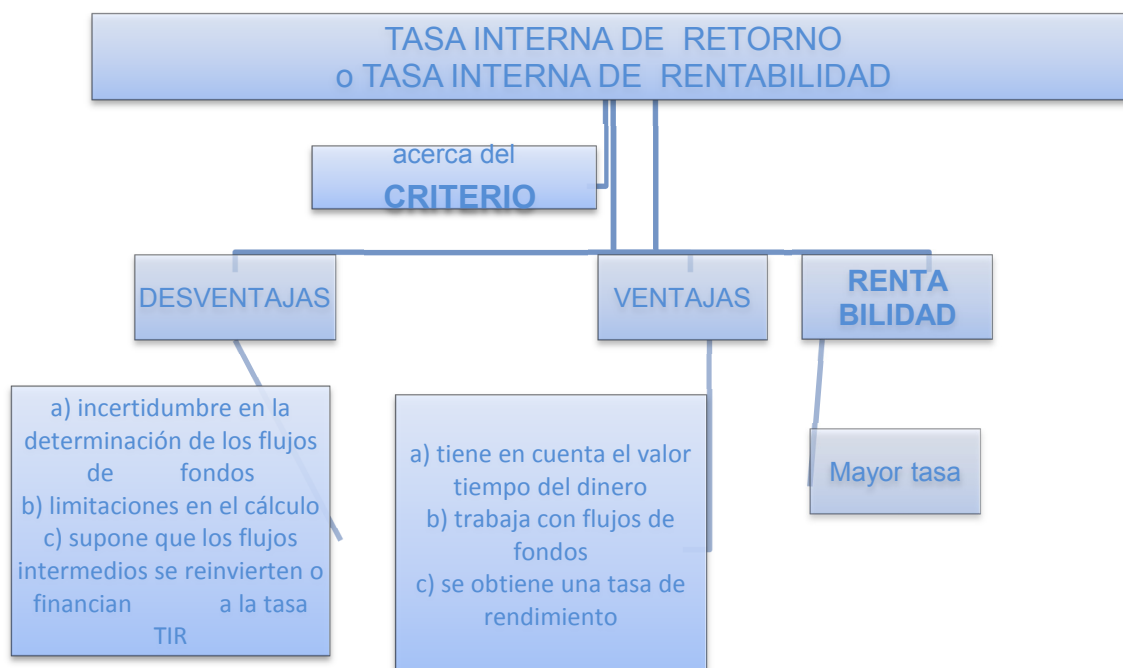 TASA INTERNA DE RETORNO
o TASA INTERNA DE RENTABILIDAD
acerca del
CRITERIO
DESVENTAJAS
VENTAJAS
RENTA
BILIDAD
a) incertidumbre en la
determinación de los flujos
de fondos
b) limitaciones en el cálculo
c) supone que los flujos
intermedios se reinvierten o
financian a la tasa
TIR
a) tiene en cuenta el valor
tiempo del dinero
b) trabaja con flujos de
fondos
c) se obtiene una tasa de
rendimiento
Mayor tasa